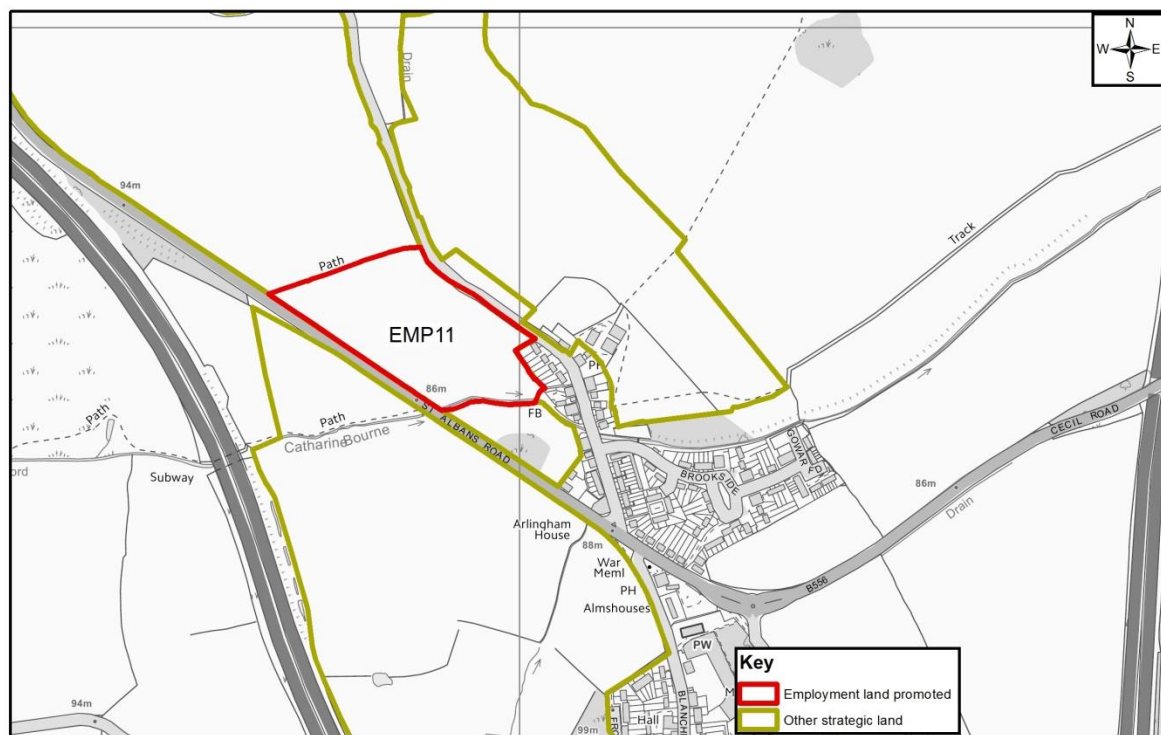 N
W E
S
Drain
94m
Path
Track
EMP11
86m
FB
Path
Catharine Bourne
ST ALBANS ROAD
Subway
CECIL ROAD
BROOKSIDE
86m
Drain
Arlingham
House
88m
War
Meml
PH
Almshouses
B556
PW
94m
99m
Hall
Key
Employment land promoted
Other strategic land